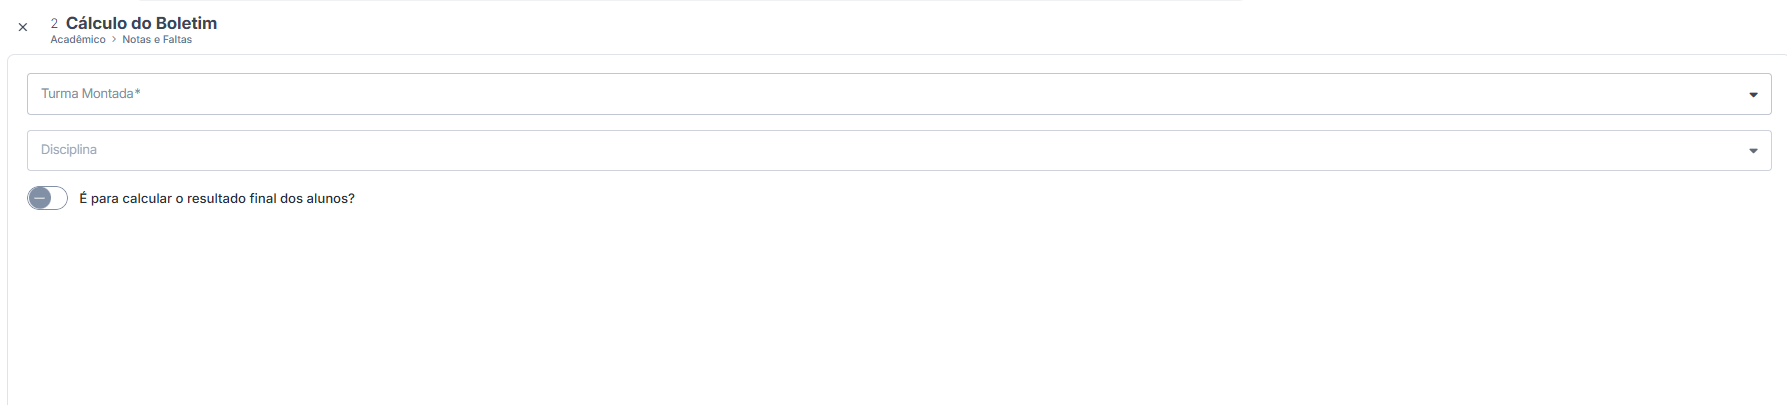 2 Cálculo do Boletim
Acadêmico > Notas e Faltas
Turma Montada*
Disciplina
É para calcular o resultado final dos alunos?